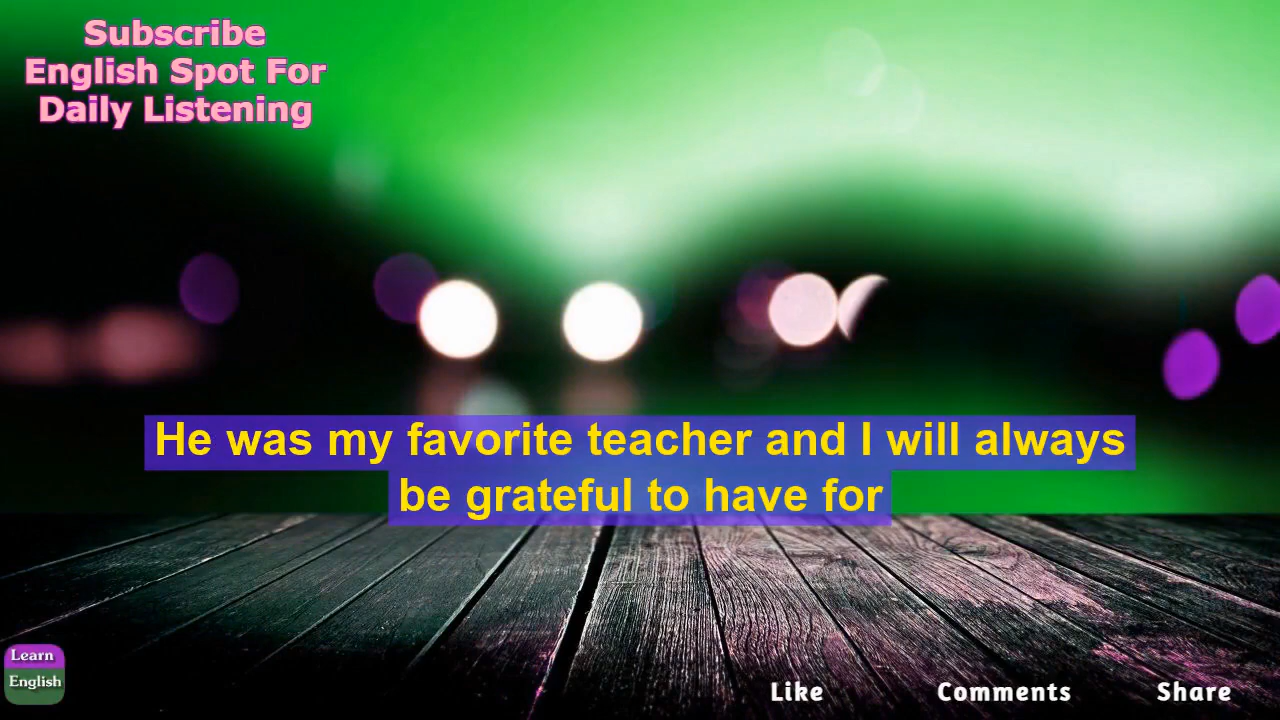 Subscribe
English Spot For
Daily Listening
He was my favorite teacher and I will always
be grateful to have for
Learn
English
Like
Comments
Share